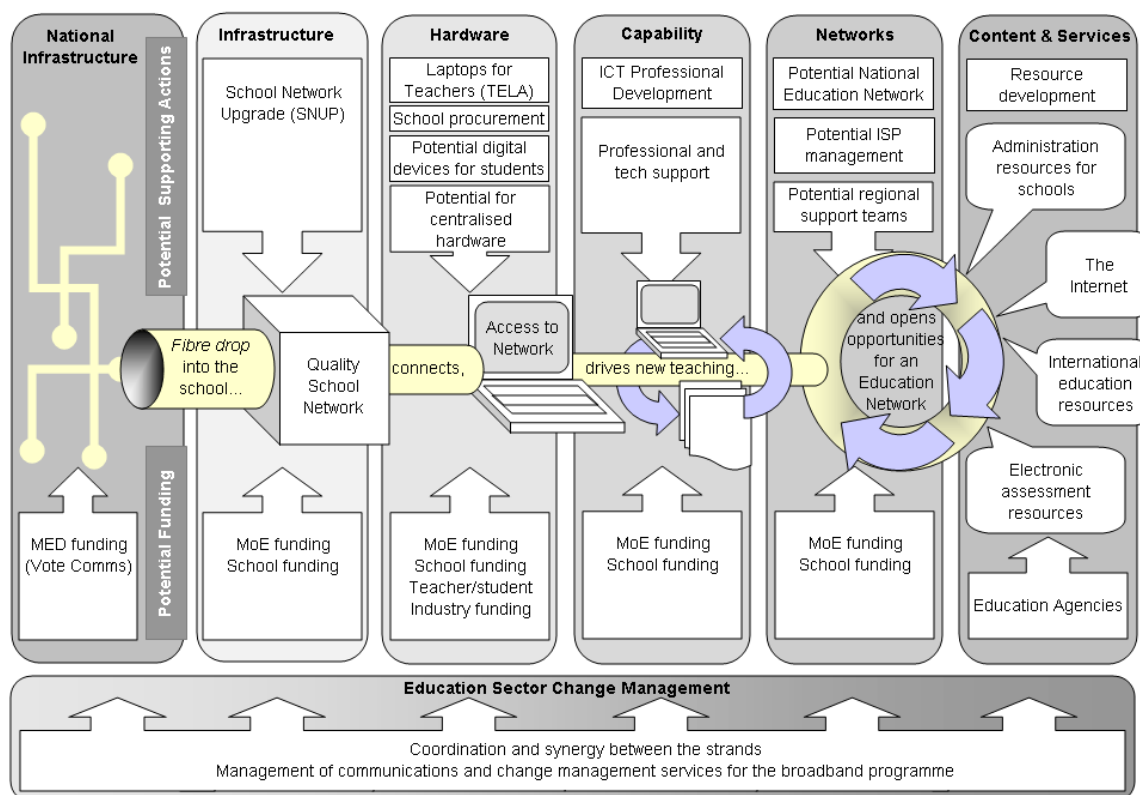 National
Infrastructure
Potential Supporting Actions
Potential Funding
MED funding
(Vote Comms)
Infrastructure
School Network
Upgrade (SNUP)
Fibre drop
into the
school...
Quality
School
Network
MoE funding
School funding
Hardware
Laptops for
Teachers (TELA)
School procurement
Potential digital
devices for students
Potential for
centralised
hardware
connects,
Access to
Network
MoE funding
School funding
Teacher/student
Industry funding
Capability
ICT Professional
Development
Professional and
tech support
drives new teaching...
MoE funding
School funding
Networks
Potential National
Education Network
Potential ISP
management
Potential regional
support teams
and opens
opportunities
for an
Education
Network
MoE funding
School funding
Content & Services
Resource
development
Administration
resources for
schools
The
Internet
International
education
resources
Electronic
assessment
resources
Education Agencies
Education Sector Change Management
Coordination and synergy between the strands
Management of communications and change management services for the broadband programme